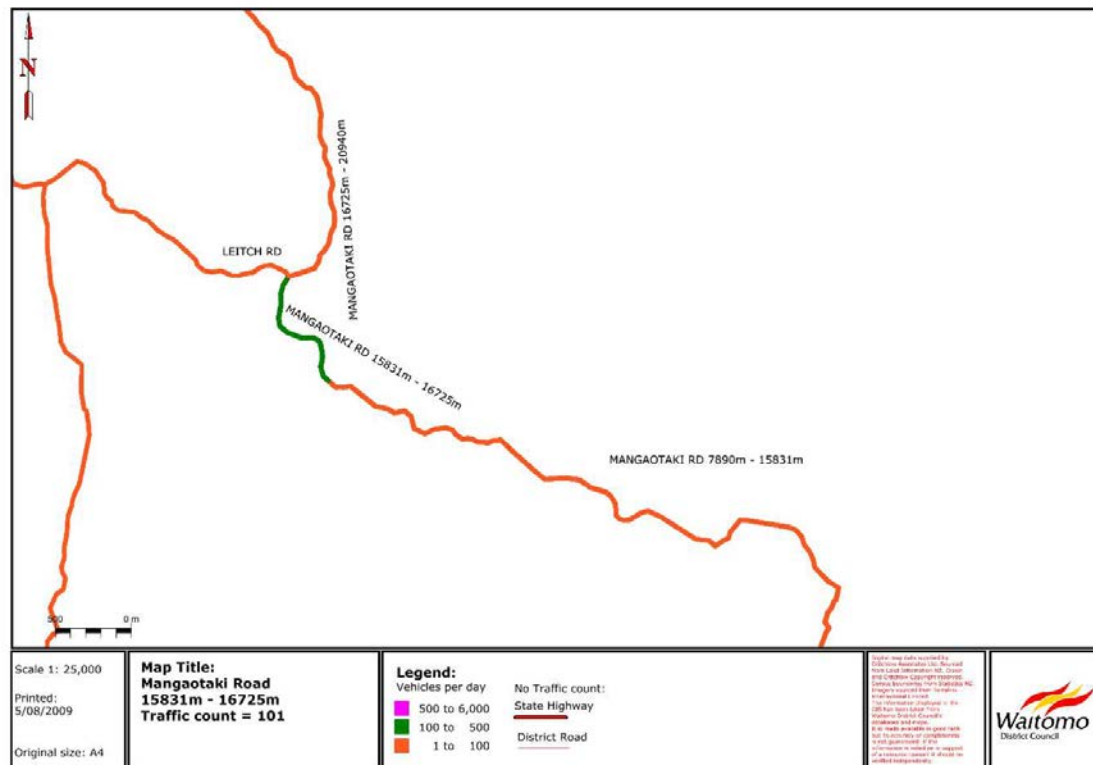 N
MANGAOTAKI RD 16725m - 20940m
LEITCH RD
MANGAOTAKI RD 15831m - 16725m
MANGAOTAKI RD 7890m - 15831m
500 0 m
Scale 1: 25,000
Printed:
5/08/2009
Original size: A4
Map Title:
Mangaotaki Road
15831m - 16725m
Traffic count = 101
Legend:
Vehicles per day
500 to 6,000
100 to 500
1 to 100
No Traffic count:
State Highway
District Road
Waitomo
District Council